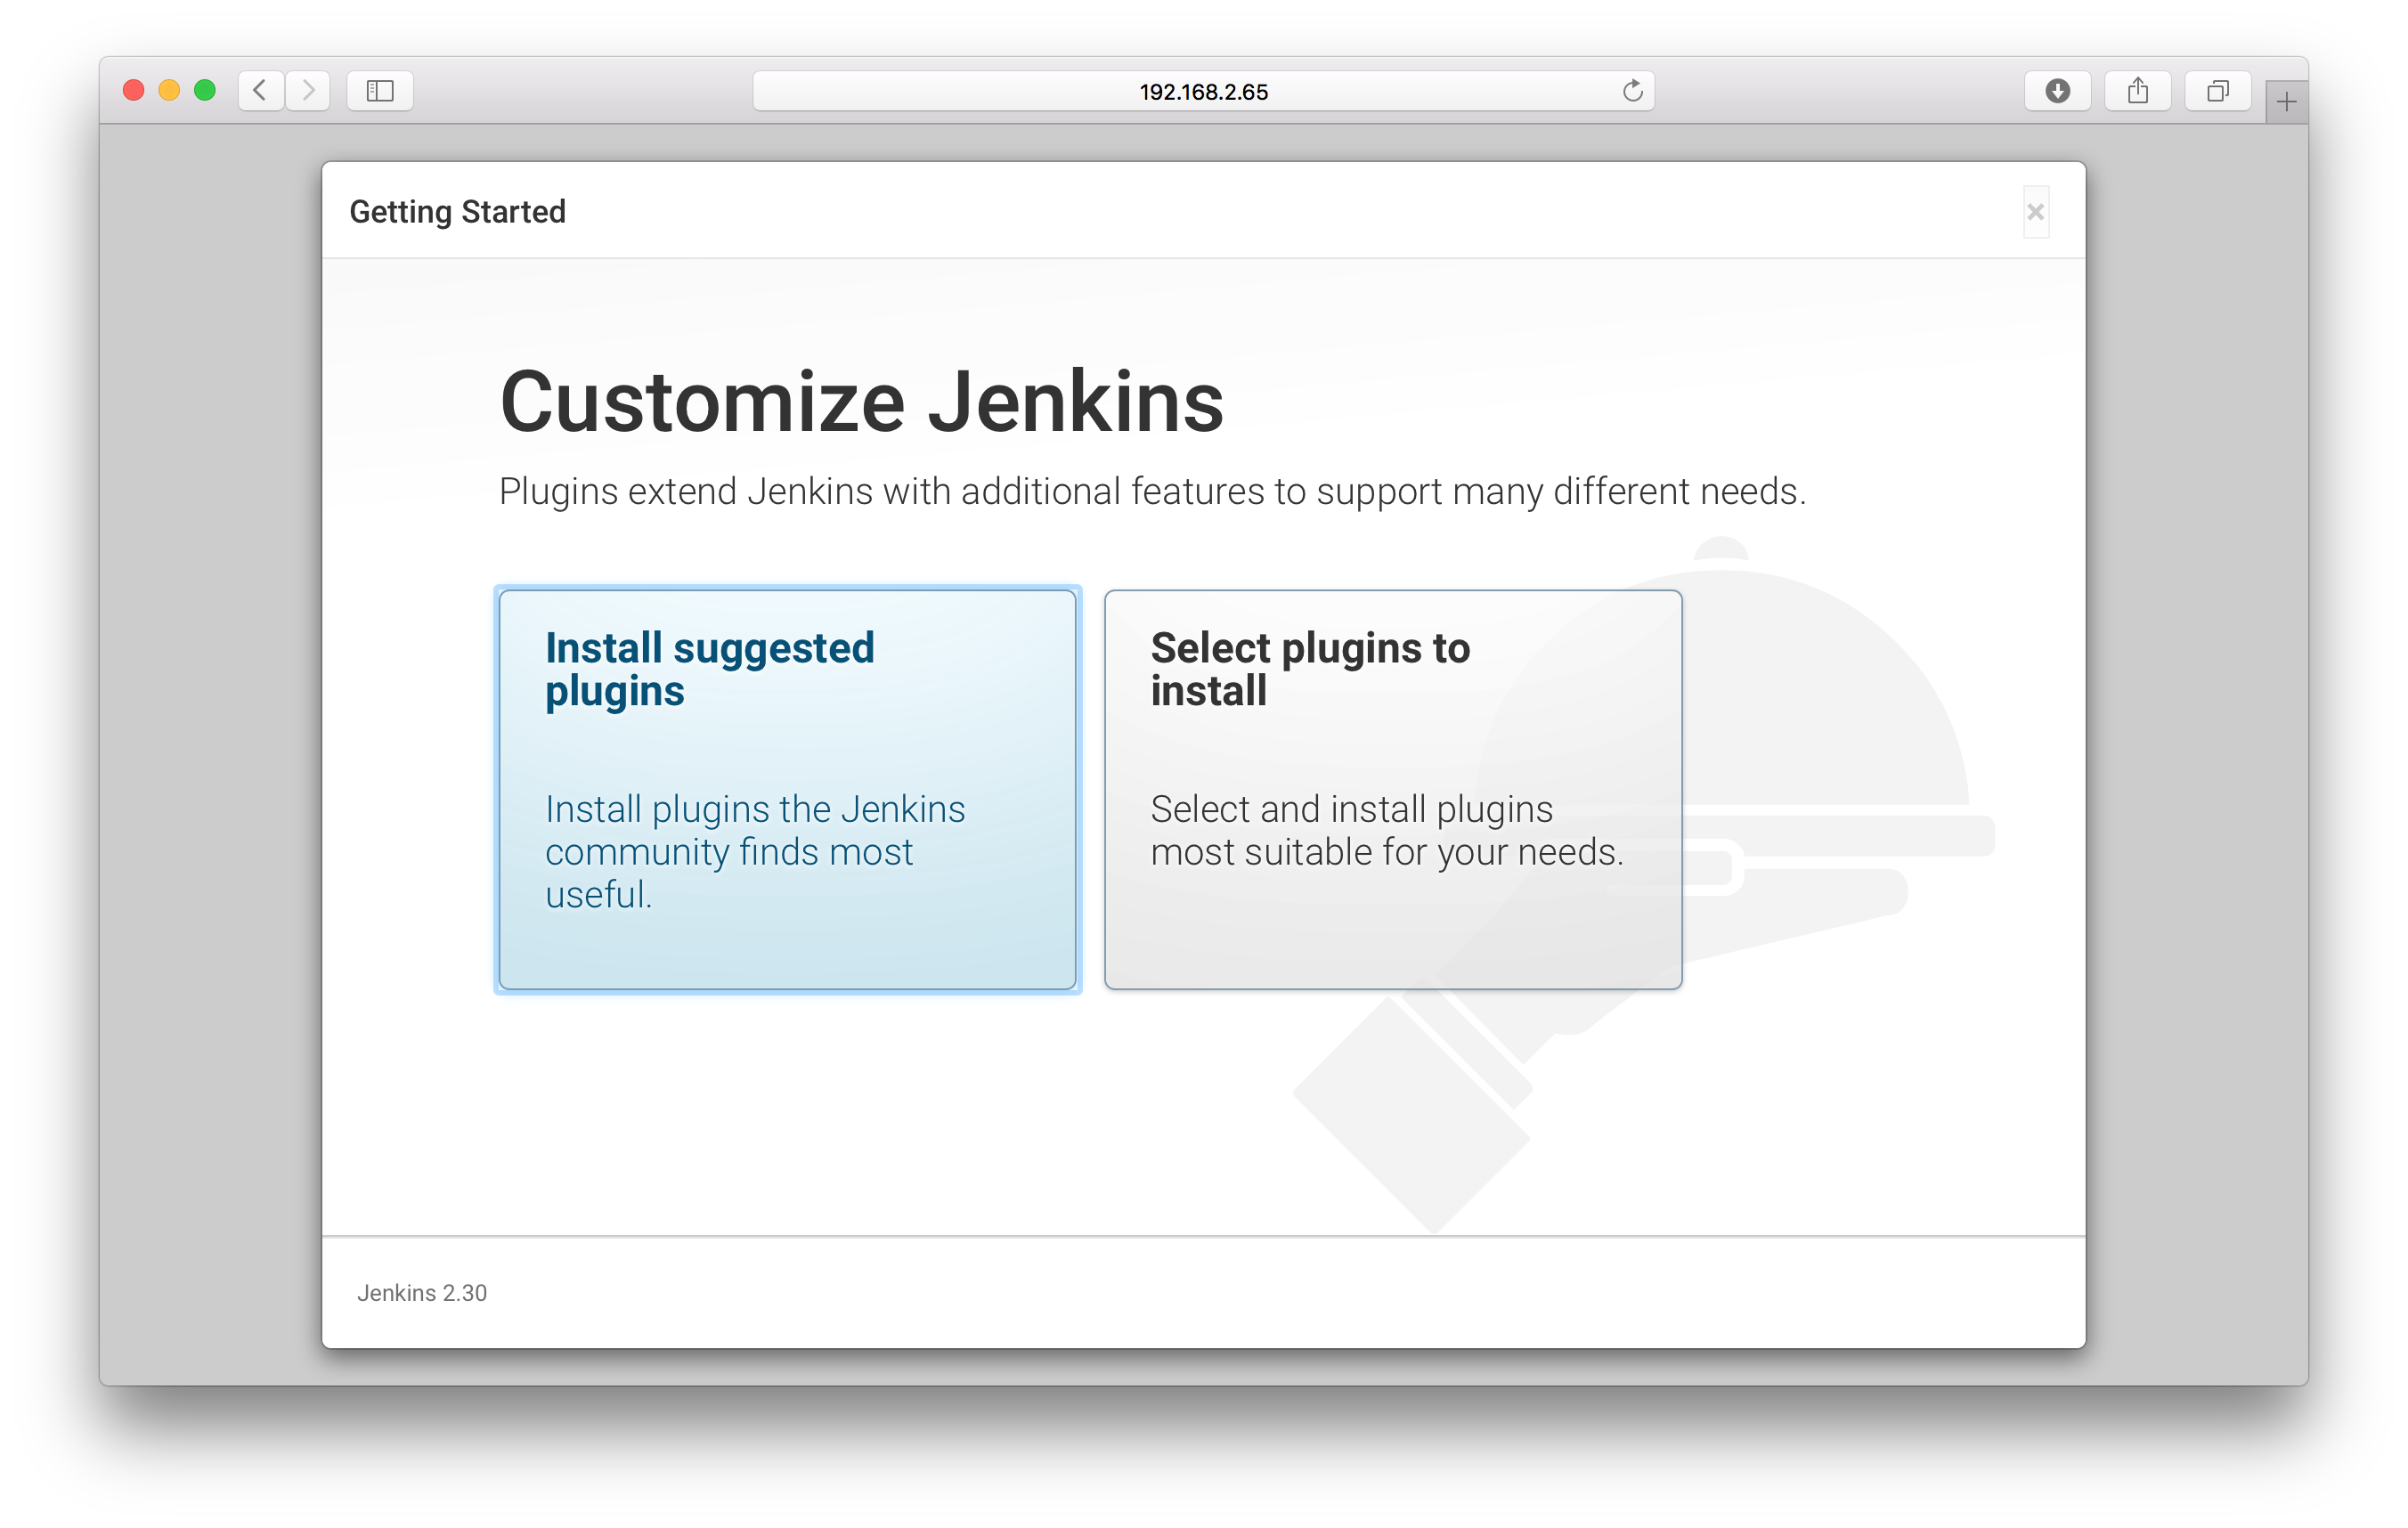 192.168.2.65
Getting Started
Customize Jenkins
Plugins extend Jenkins with additional features to support many different needs.
Install suggested
plugins
Install plugins the Jenkins
community finds most
useful.
Select plugins to
install
Select and install plugins
most suitable for your needs.
Jenkins 2.30